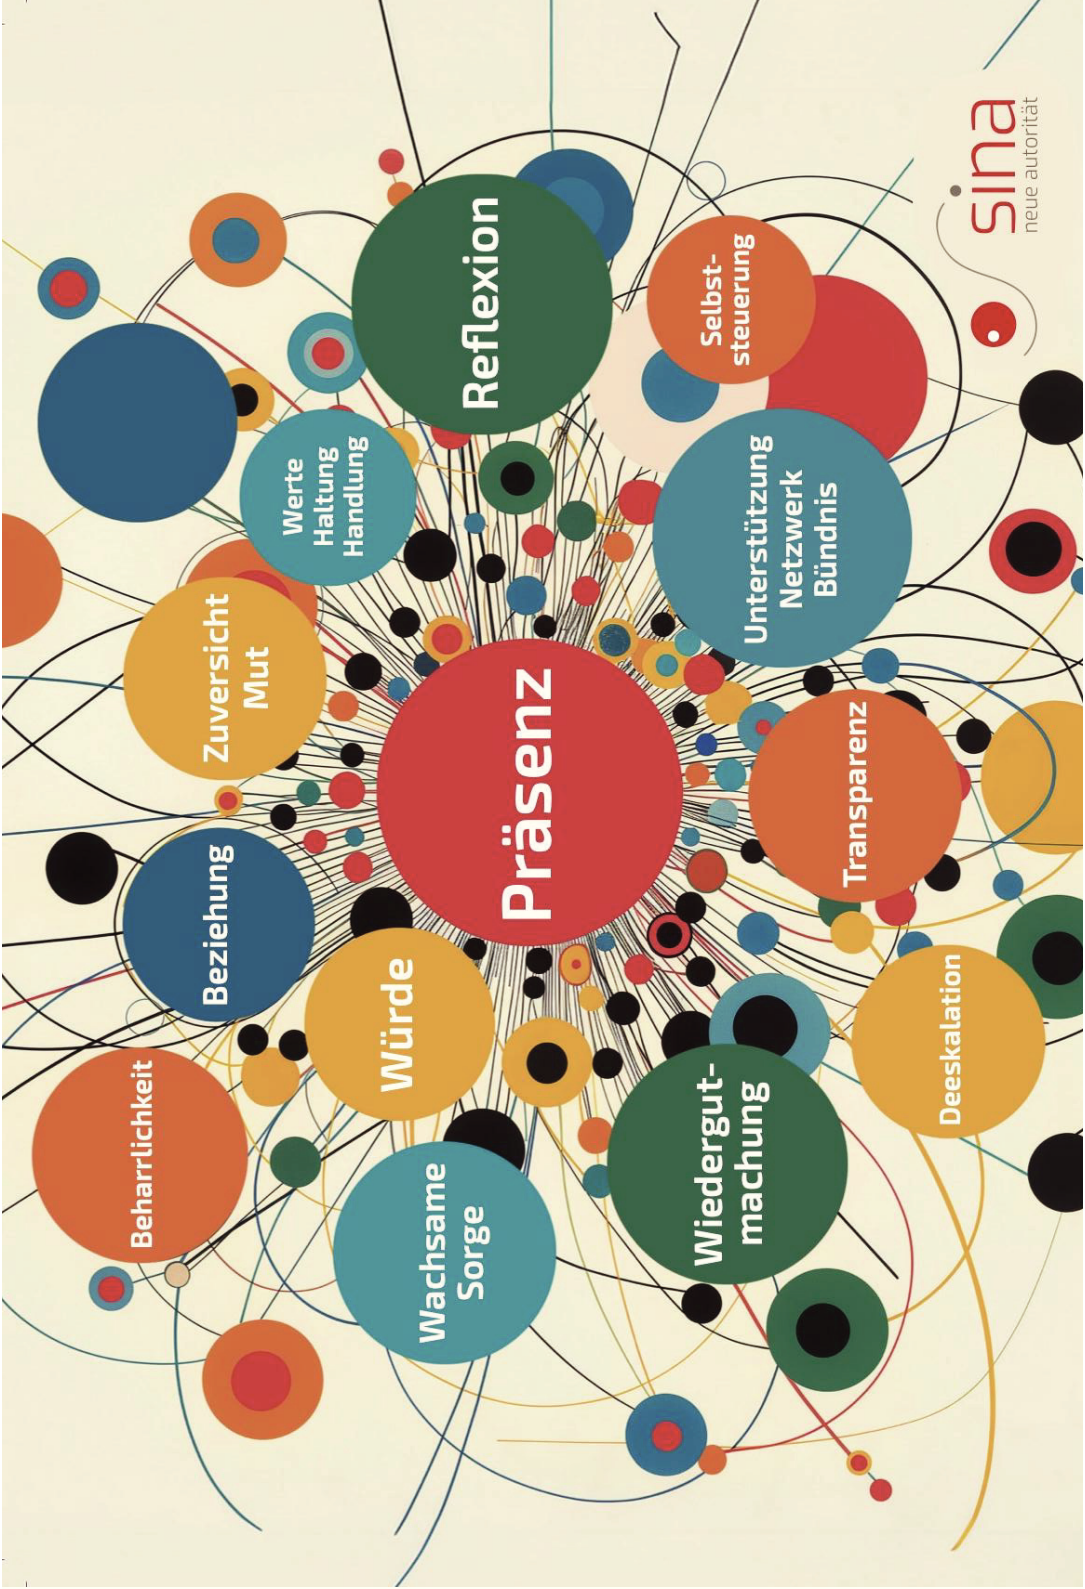 Beharrlichkeit
Beziehung
Zuversicht
Mut
Werte
Haltung
Handlung
Würde
Wachsame
Sorge
Präsenz
Reflexion
Wiedergut-
machung
Unterstützung
Netzwerk
Bündnis
Selbst-
steuerung
Transparenz
Deeskalation
sina
neue autorität